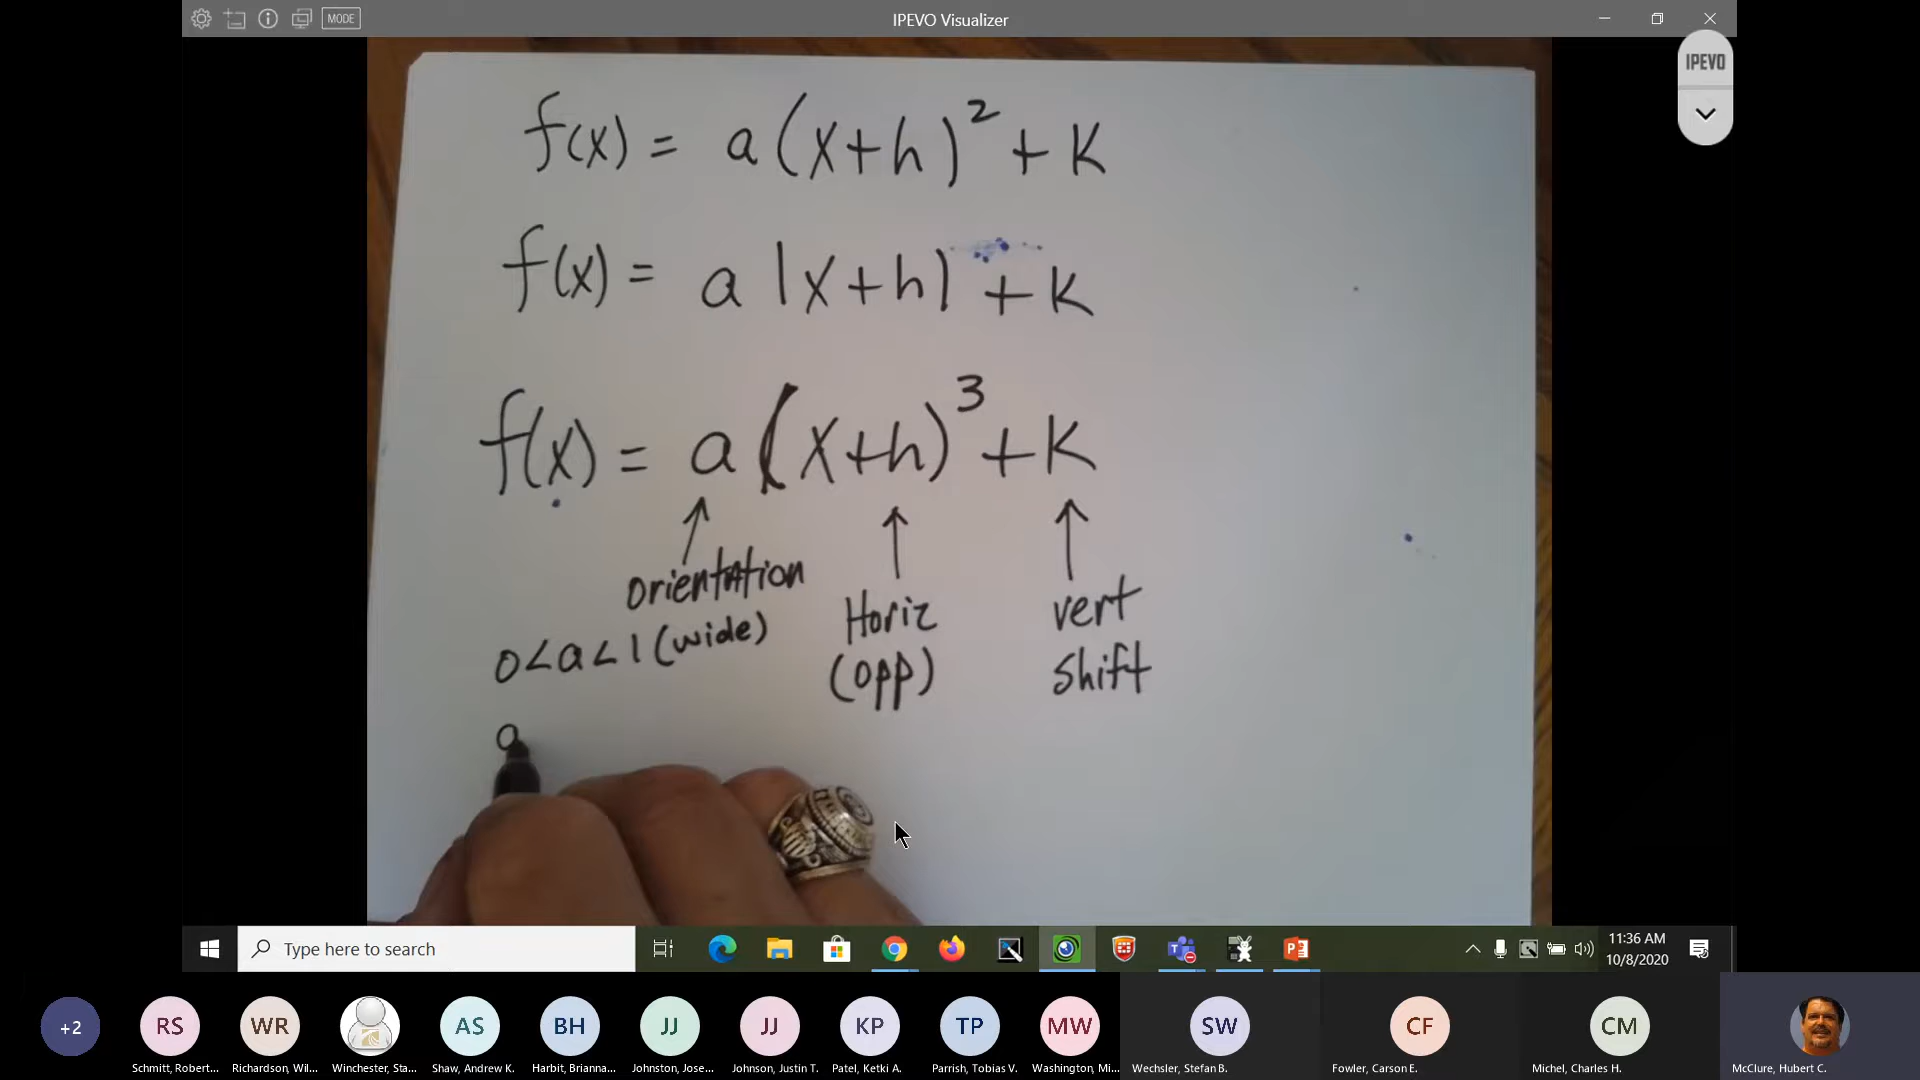 MODE
IPEVO Visualizer
IPEVO
f(x) = a(x+h)² + K
f(x) = a |x+h| + K
f(x) = a (x+h)³ + K
orientation
Horiz
vert
0<a<1 (wide)
(opp)
Shift
a
Type here to search
11:36 AM
10/8/2020
+2
RS
WR
AS
BH
JJ
JJ
KP
TP
MW
SW
CF
CM
Schmitt, Robert...
Richardson, Wil...
Winchester, Sta...
Shaw, Andrew K.
Harbit, Brianna...
Johnston, Jose...
Johnson, Justin T.
Patel, Ketki A.
Parrish, Tobias V.
Washington, Mi...
Wechsler, Stefan B.
Fowler, Carson E.
Michel, Charles H.
McClure, Hubert C.